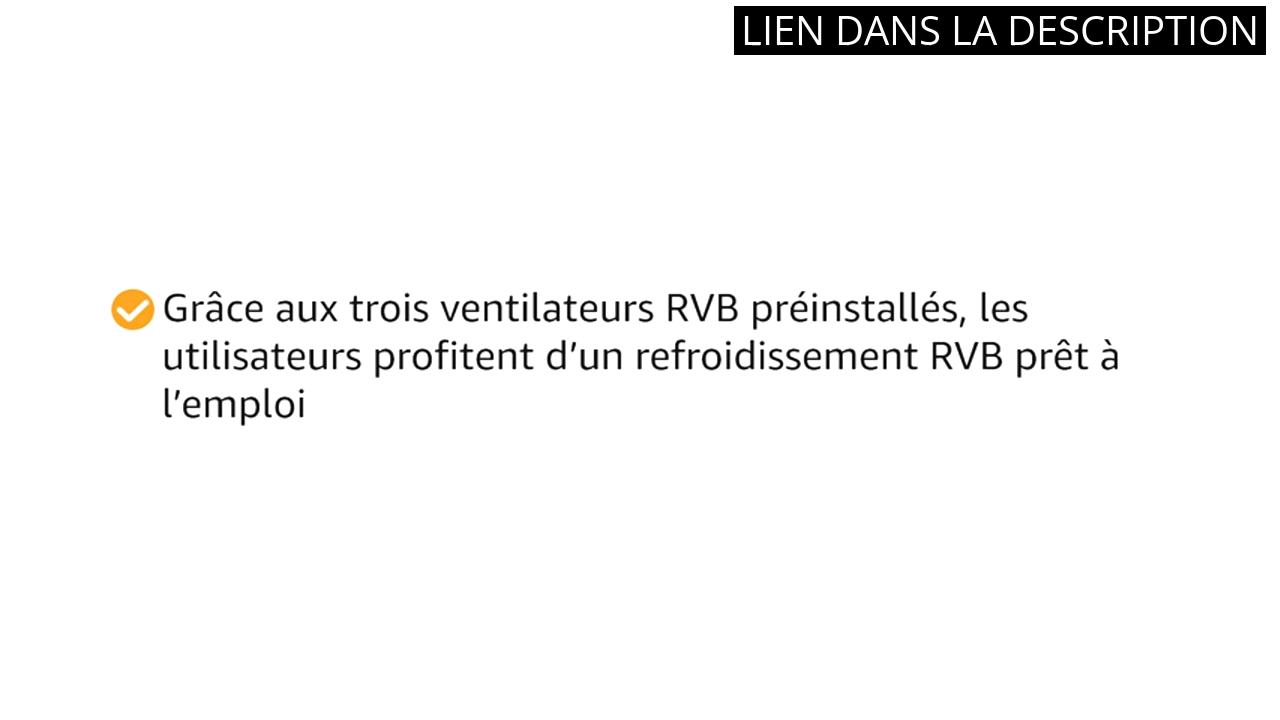 LIEN DANS LA DESCRIPTION
Grâce aux trois ventilateurs RVB préinstallés, les
utilisateurs profitent d’un refroidissement RVB prêt à
l’emploi